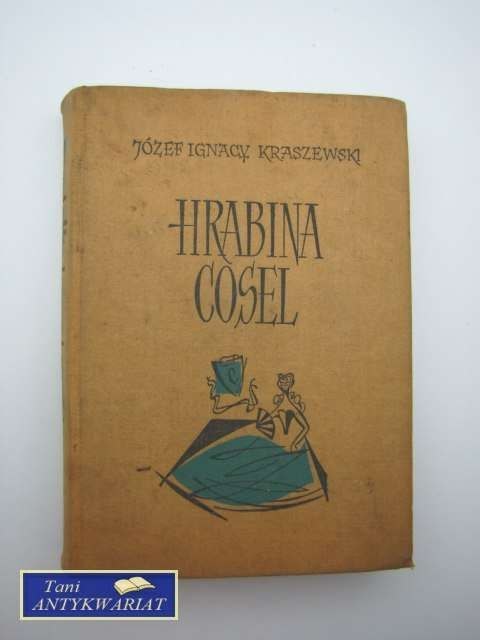 JÓZEF IGNACY KRASZEWSKI
HRABINA
COSEL
C
Tani
ANTYKWARIAT